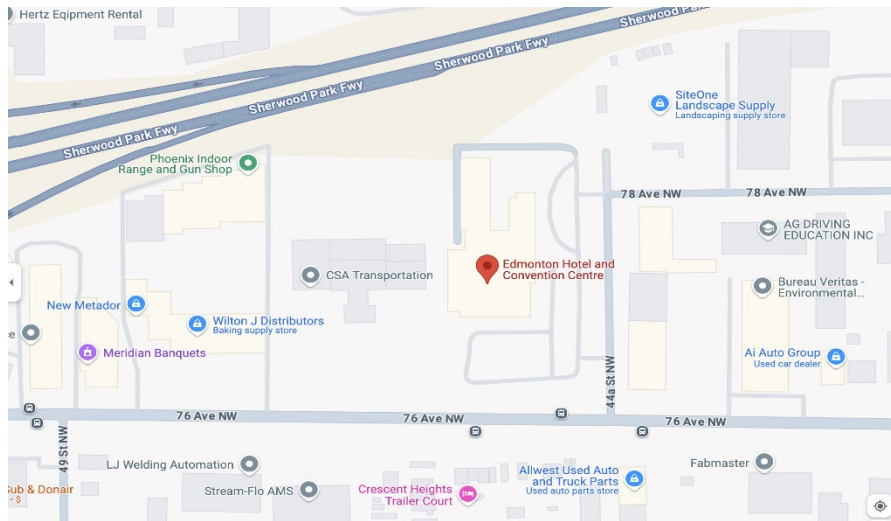 Hertz Eqipment Rental
Sherwood Park Fwy
Sherwood Park Fwy
Sherwood Park Fwy
Sherwood Park Fwy
SiteOne
Landscape Supply
Landscaping supply store
Phoenix Indoor
Range and Gun Shop
78 Ave NW
78 Ave NW
AG DRIVING
EDUCATION INC
Edmonton Hotel and
Convention Centre
CSA Transportation
Bureau Veritas -
Environmental...
New Metador
Wilton J Distributors
Baking supply store
Meridian Banquets
Ai Auto Group
Used car dealer
44a St NW
76 Ave NW
76 Ave NW
76 Ave NW
49 St NW
LJ Welding Automation
Stream-Flo AMS
Crescent Heights
Trailer Court
Allwest Used Auto
and Truck Parts
Used auto parts store
Fabmaster
Sub & Donair
· $